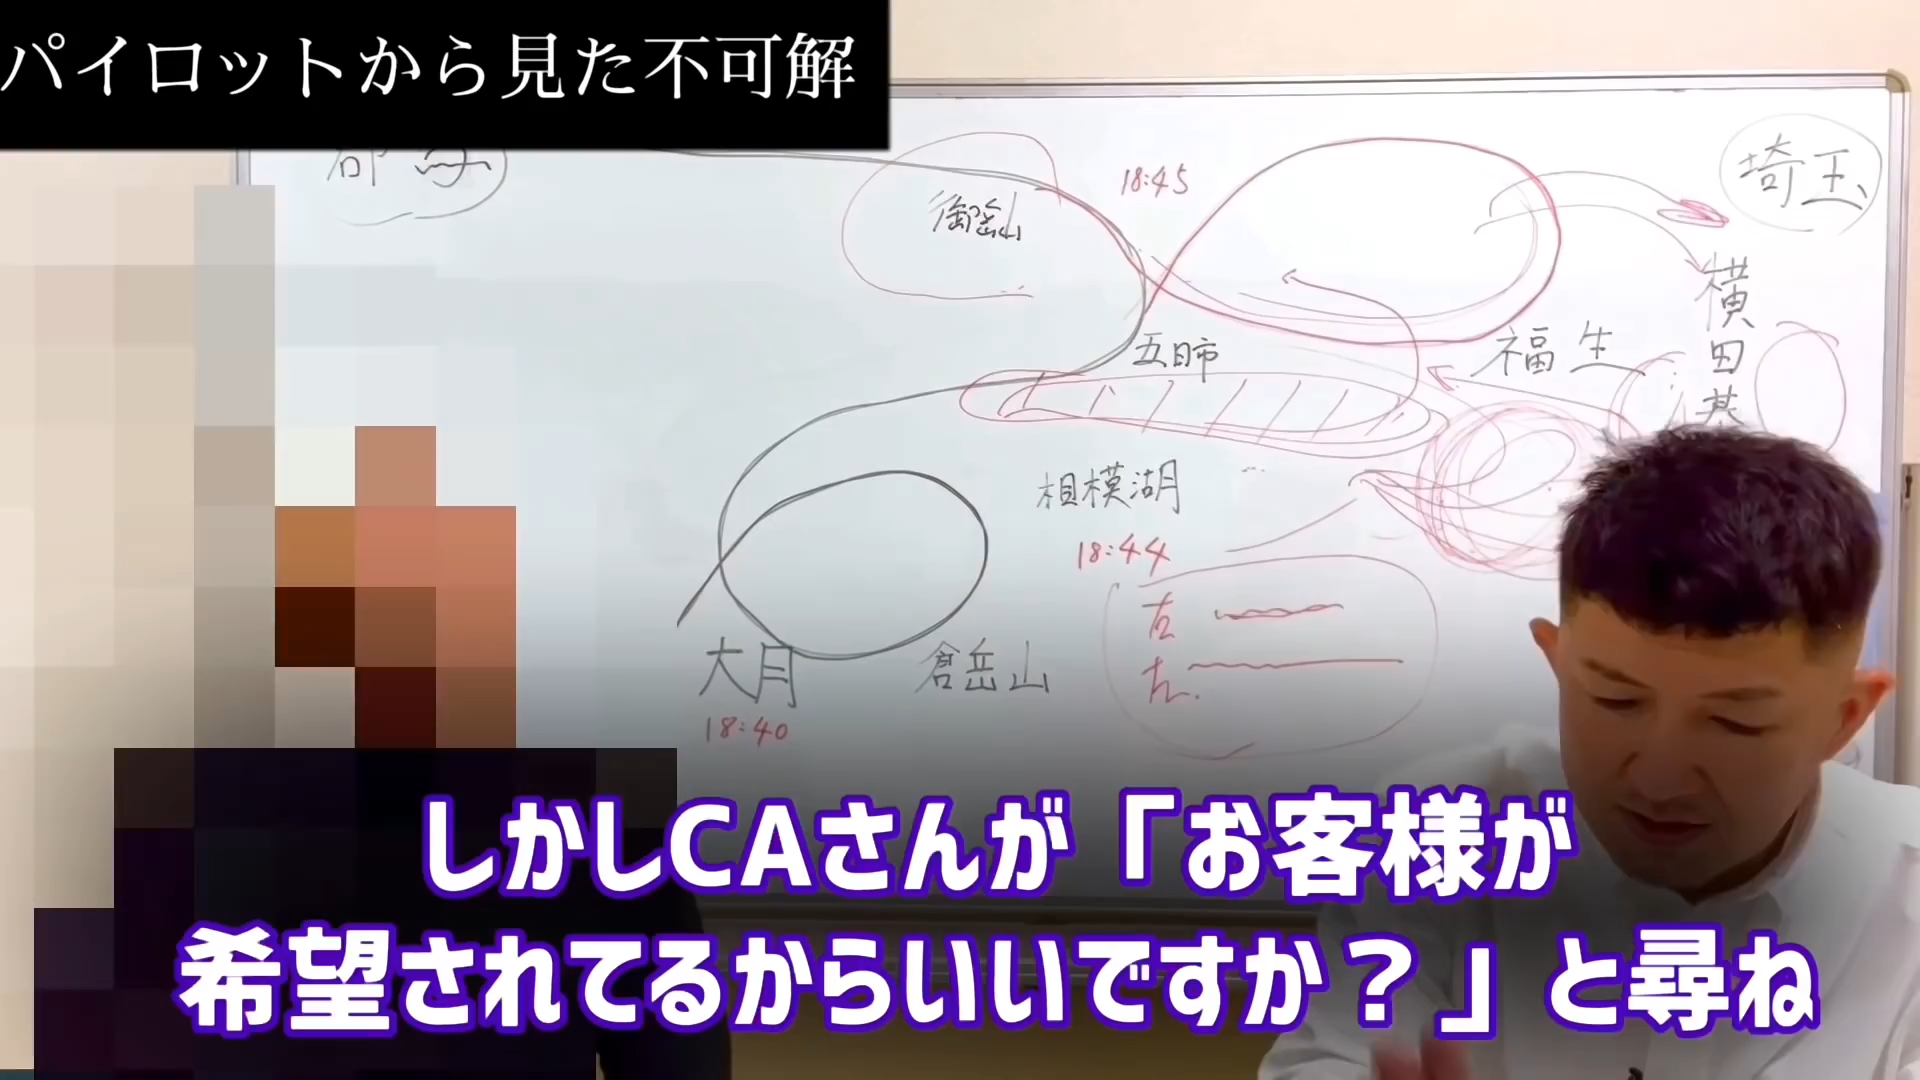 パイロットから見た不可解
埼玉
18:45
御岳山
横田基
五日市
福生
相模湖
18:44
左
右
大月
倉岳山
18:40
しかしCAさんが「お客様が
希望されてるからいいですか？」と尋ね